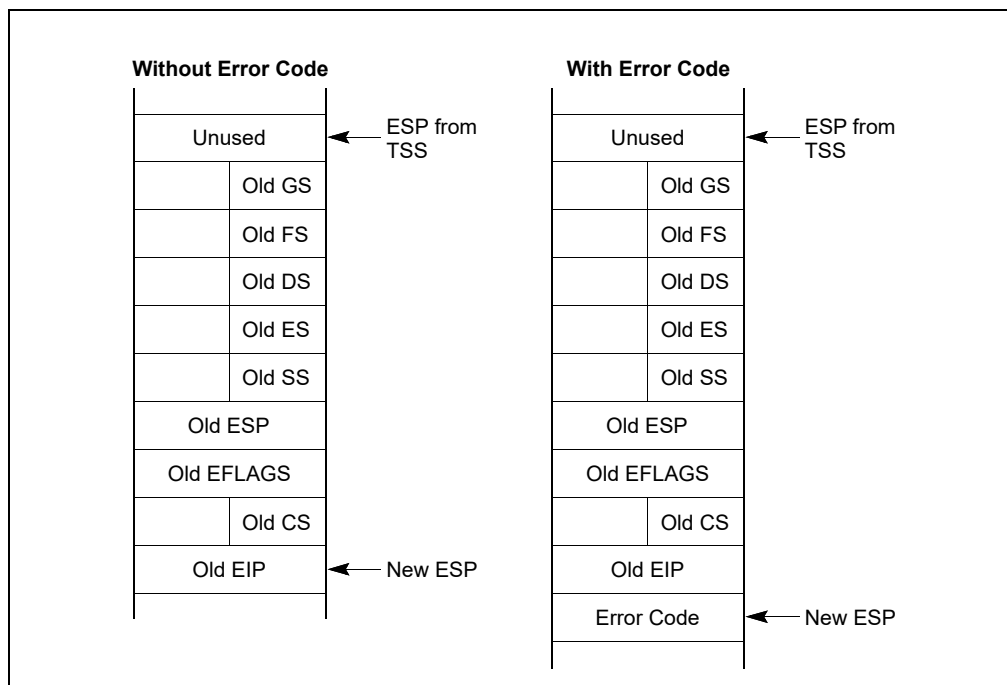 Without Error Code
Unused
ESP from
TSS
Old GS
Old FS
Old DS
Old ES
Old SS
Old ESP
Old EFLAGS
Old CS
Old EIP
New ESP
With Error Code
Unused
ESP from
TSS
Old GS
Old FS
Old DS
Old ES
Old SS
Old ESP
Old EFLAGS
Old CS
Old EIP
Error Code
New ESP